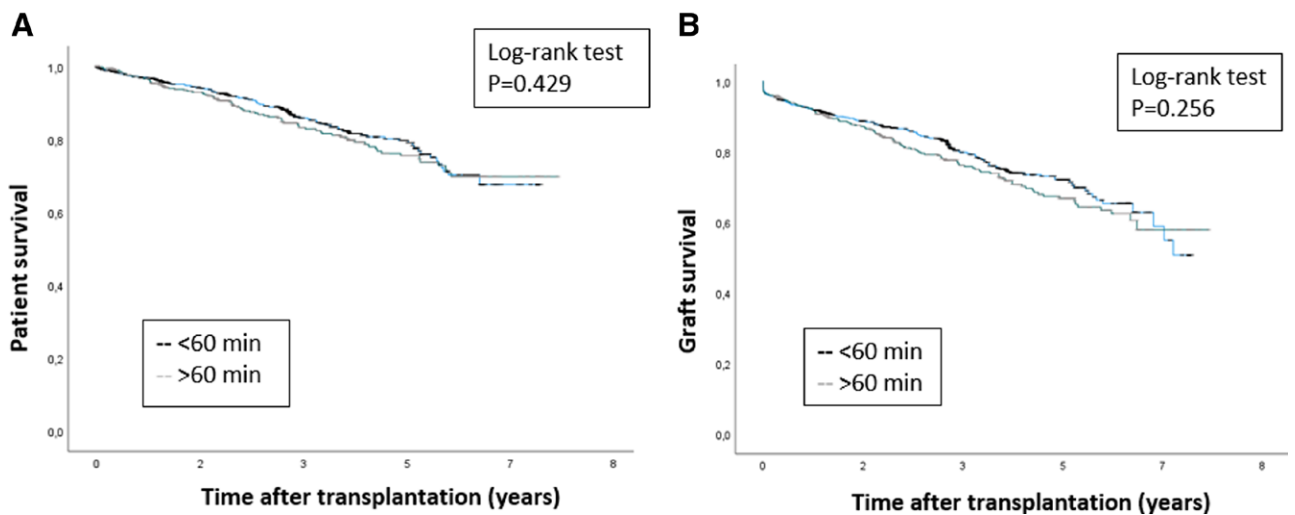 A
Log-rank test
P=0.429
Patient survival
1,0
0,8
0,6
0,4
0,2
0,0
<60 min
>60 min
0 2 3 5 7 8
Time after transplantation (years)
B
Log-rank test
P=0.256
Graft survival
1,0
0,8
0,6
0,4
0,2
0,0
<60 min
>60 min
0 2 3 5 7 8
Time after transplantation (years)